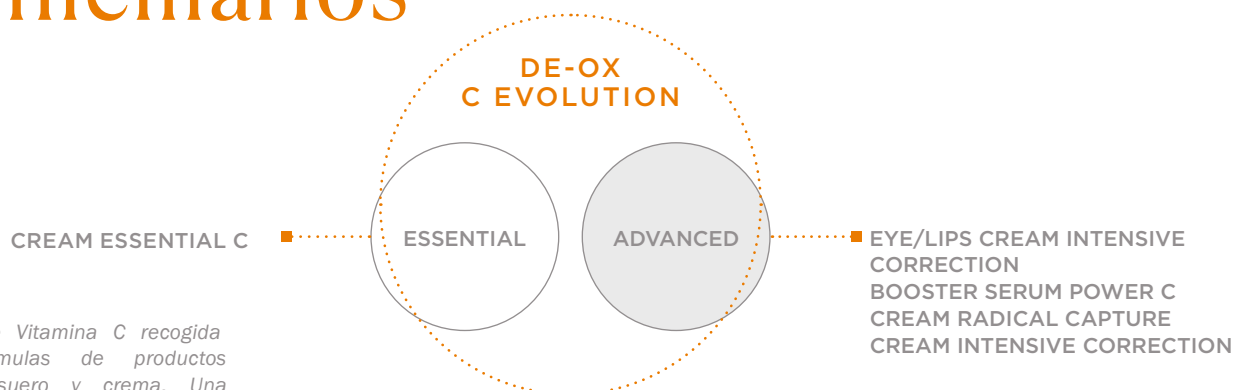 DE-OX
C EVOLUTION
CREAM ESSENTIAL C
ESSENTIAL
ADVANCED
EYE/LIPS CREAM INTENSIVE
CORRECTION
BOOSTER SERUM POWER C
CREAM RADICAL CAPTURE
CREAM INTENSIVE CORRECTION
Vitamina C recogida
de productos
suero y crema. Una